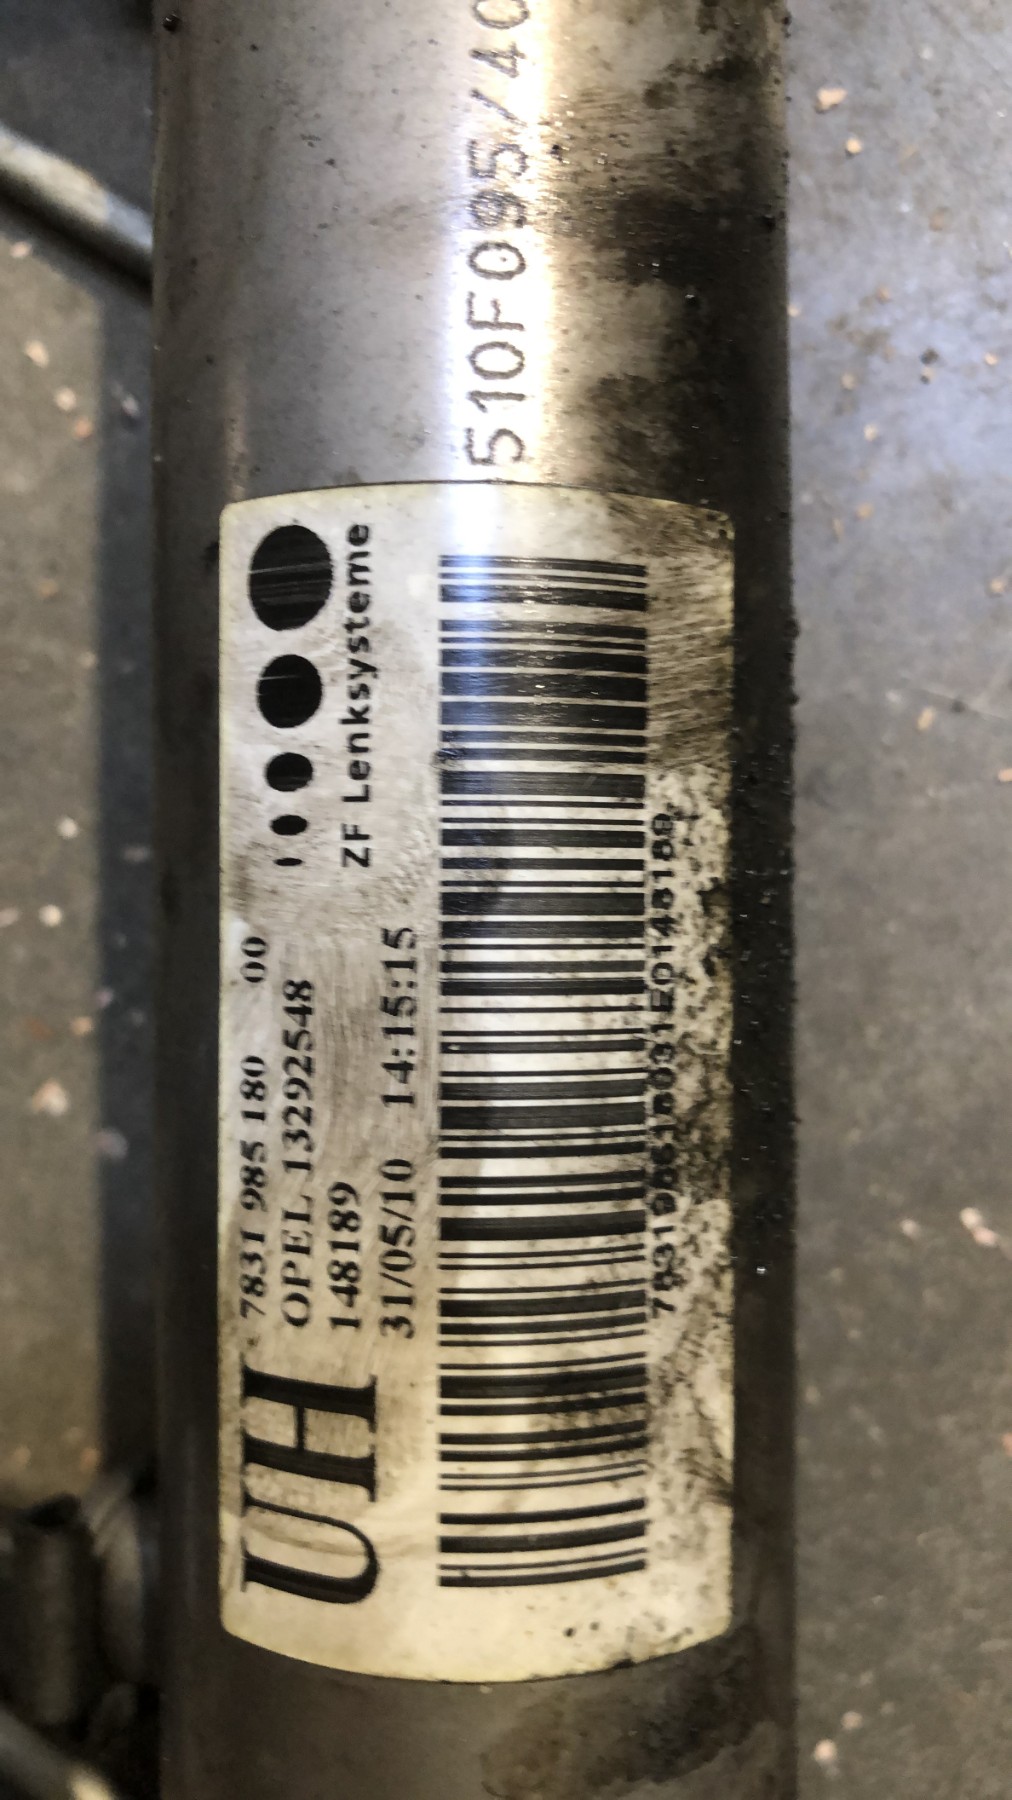 510F095/40
ZF Lenksysteme
7831 985 180 00
OPEL 13292548
148189
31/05/10 14:15:15
UH